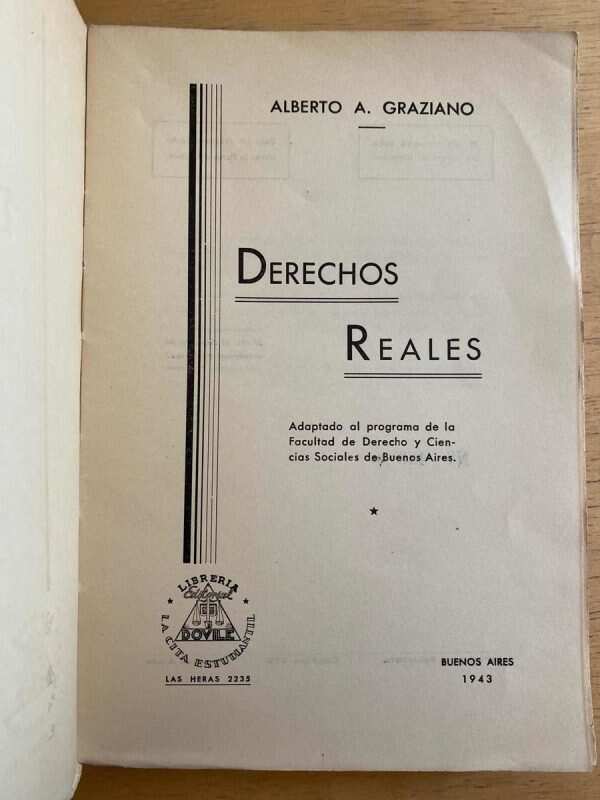 ALBERTO A. GRAZIANO
DERECHOS
REALES
Adaptado al programa de la
Facultad de Derecho y Cien-
cias Sociales de Buenos Aires.
LIBRERIA
Editorial
DOVILE
LA CITA ESTUDIANTIL
LAS HERAS 2235
BUENOS AIRES
1943